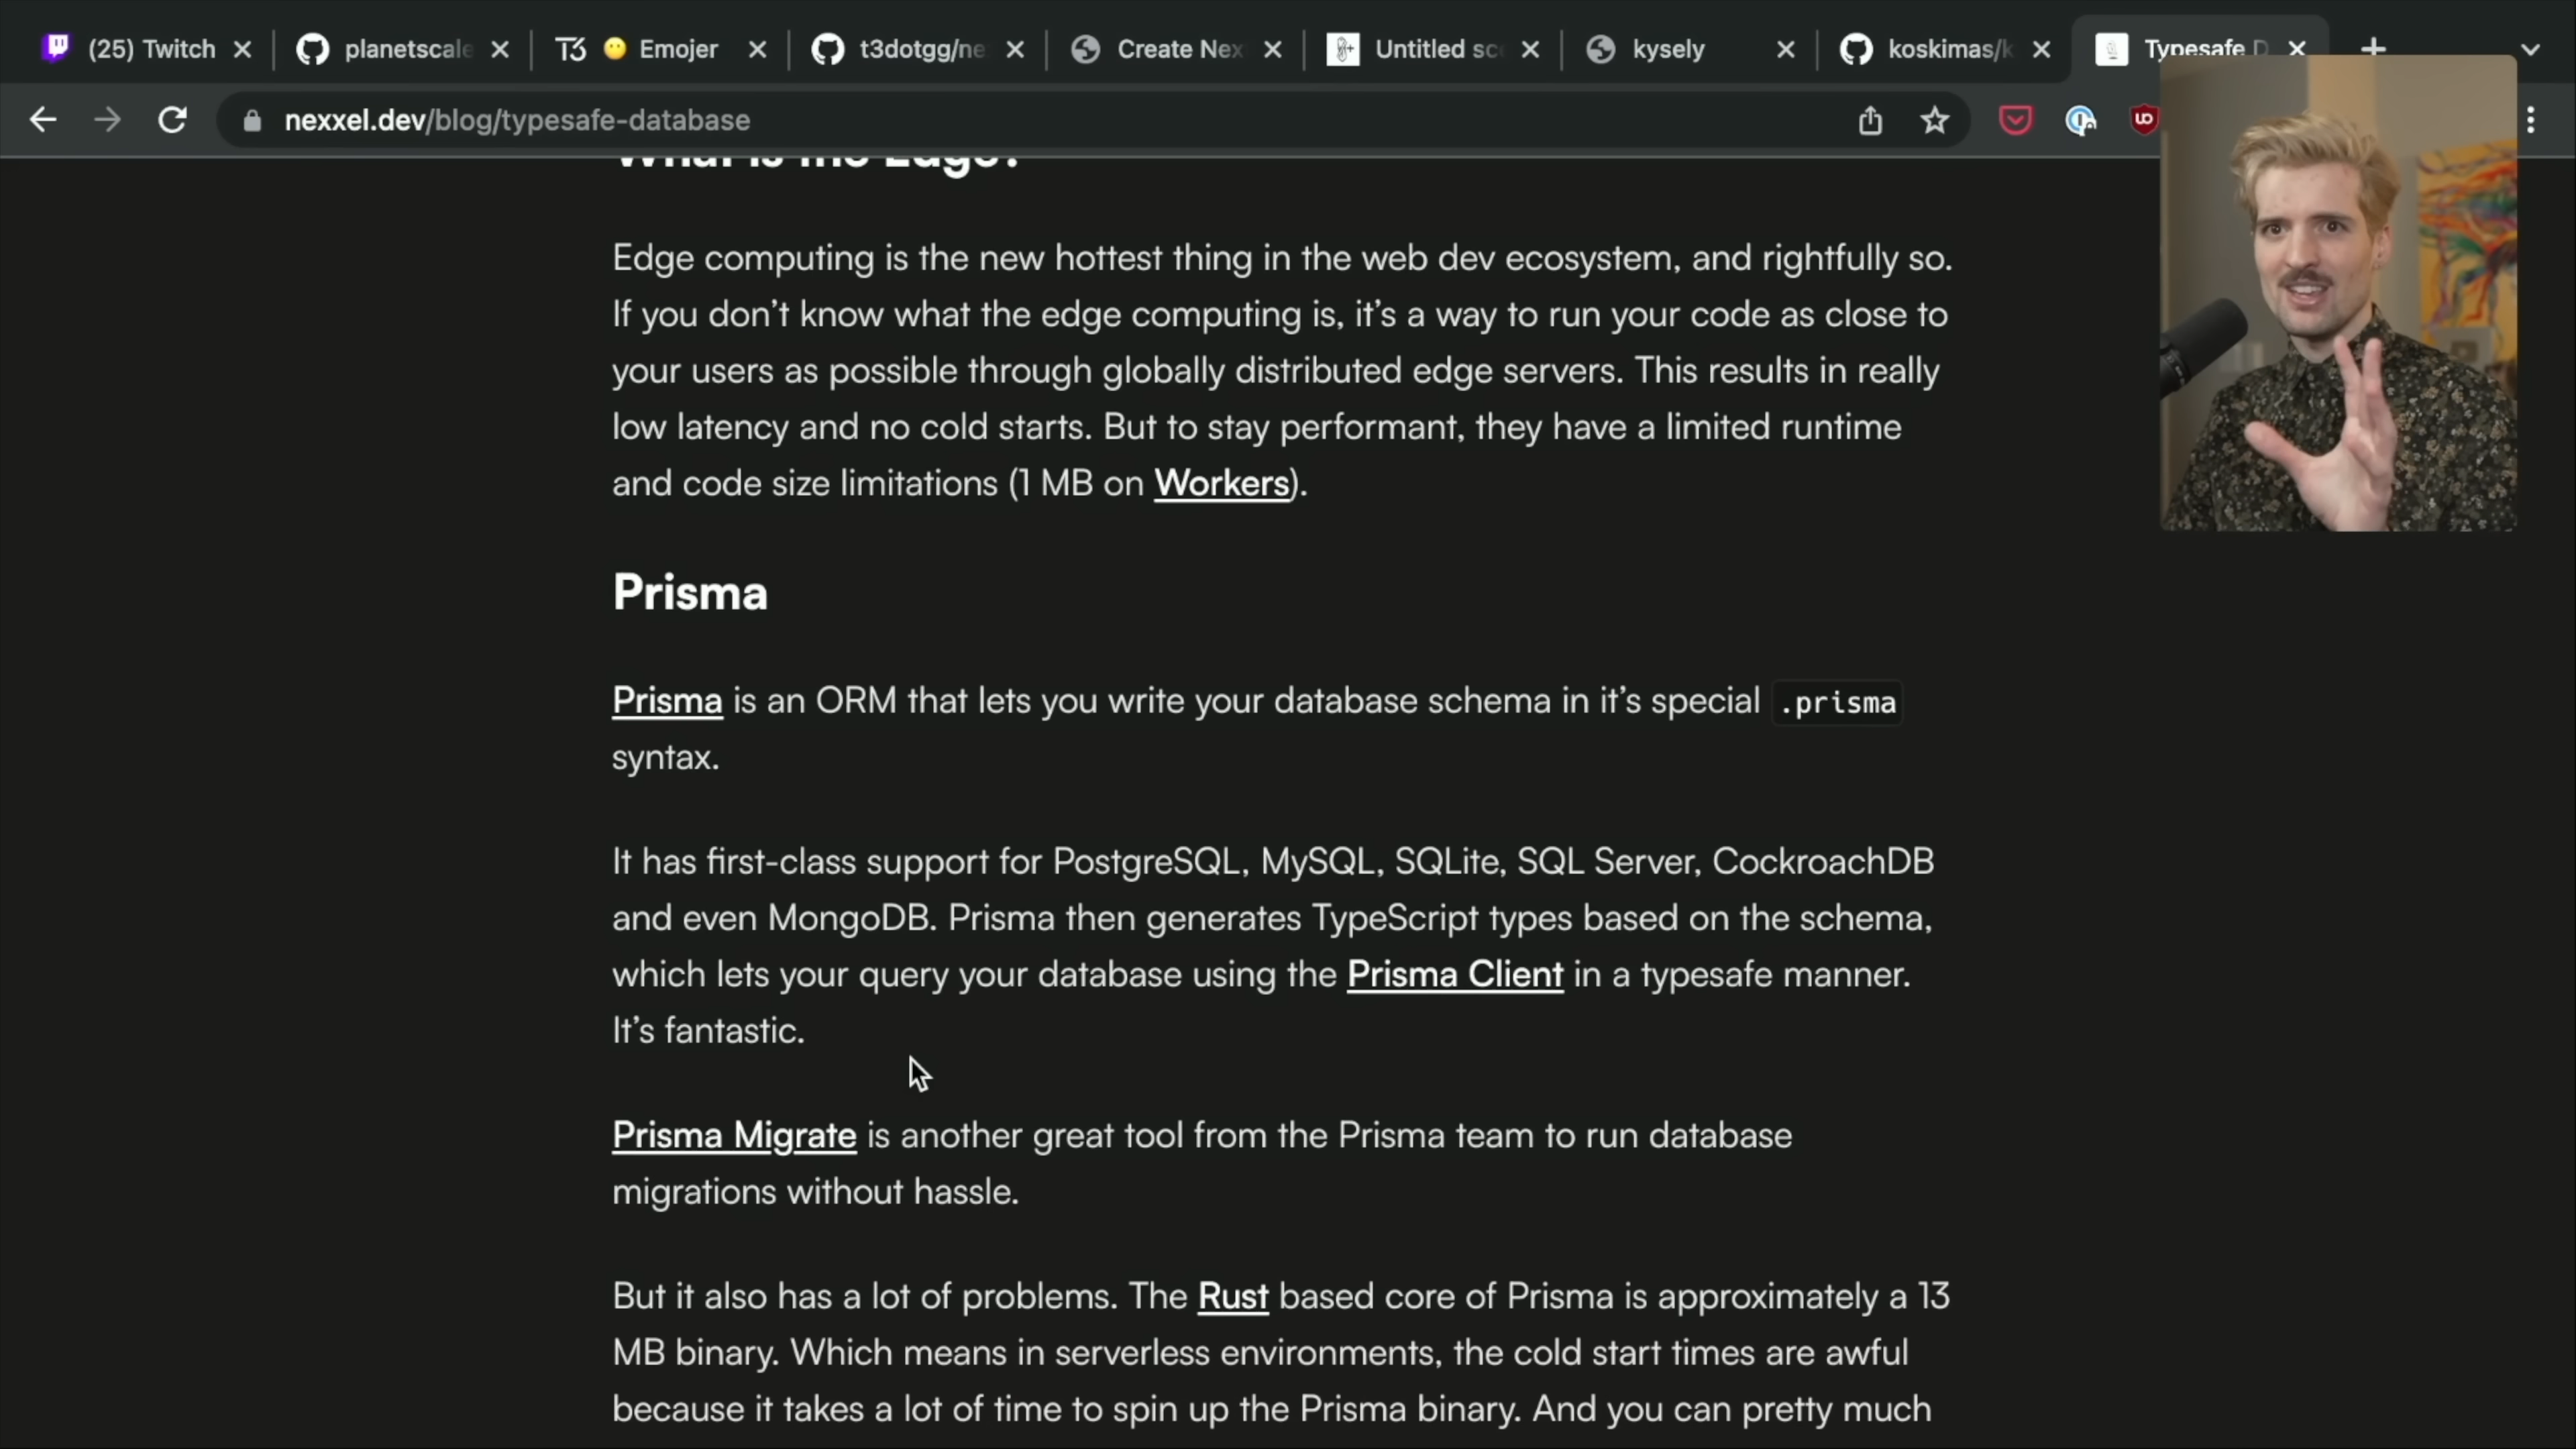 (25) Twitch
planetscale
T3
Emojer
t3dotgg/ne
Create Nex
Untitled sc
kysely
koskimas/k
Typesafe D
nexxel.dev/blog/typesafe-database
What is the Edge?
Edge computing is the new hottest thing in the web dev ecosystem, and rightfully so.
If you don’t know what the edge computing is, it’s a way to run your code as close to
your users as possible through globally distributed edge servers. This results in really
low latency and no cold starts. But to stay performant, they have a limited runtime
and code size limitations (1 MB on Workers).
Prisma
Prisma is an ORM that lets you write your database schema in it’s special .prisma
syntax.
It has first-class support for PostgreSQL, MySQL, SQLite, SQL Server, CockroachDB
and even MongoDB. Prisma then generates TypeScript types based on the schema,
which lets your query your database using the Prisma Client in a typesafe manner.
It’s fantastic.
Prisma Migrate is another great tool from the Prisma team to run database
migrations without hassle.
But it also has a lot of problems. The Rust based core of Prisma is approximately a 13
MB binary. Which means in serverless environments, the cold start times are awful
because it takes a lot of time to spin up the Prisma binary. And you can pretty much